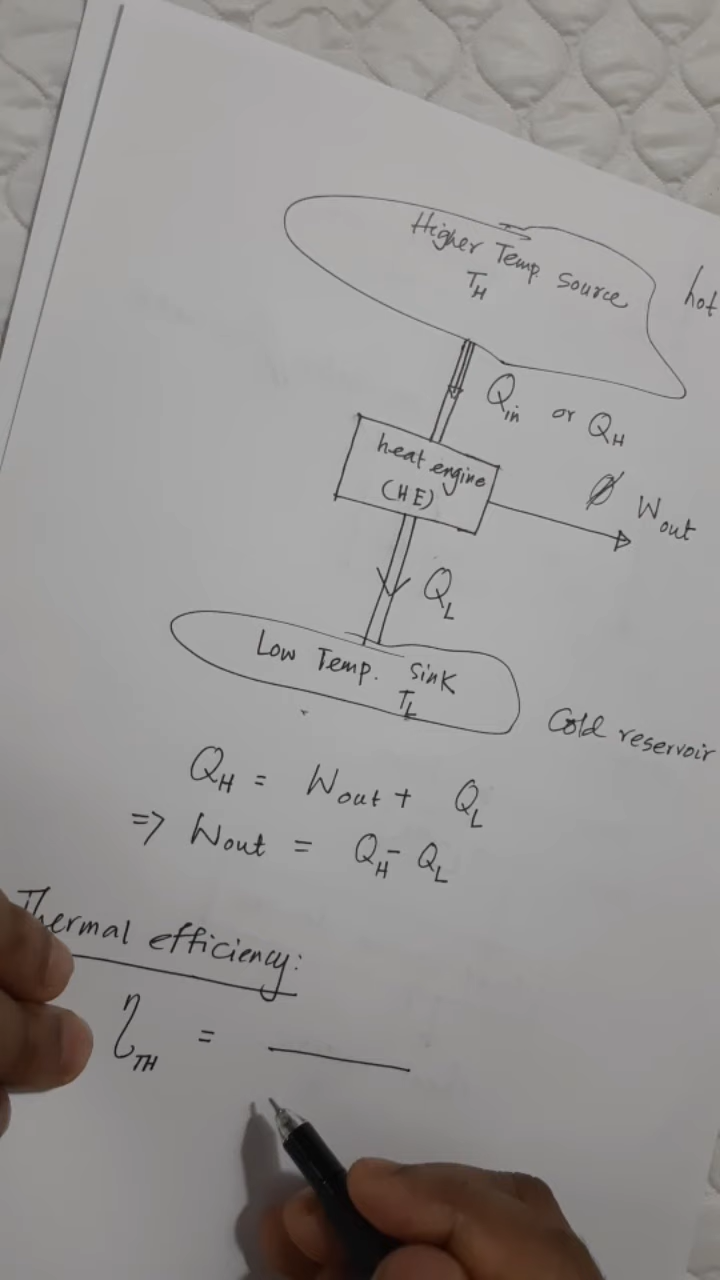 Higher Temp. Source
T_H
hot
Q_in or Q_H
heat engine
(HE)
W_out
Q_L
Low Temp. Sink
T_L
Cold reservoir
Q_H = W_out + Q_L
=> W_out = Q_H - Q_L
Thermal efficiency:
η_TH =